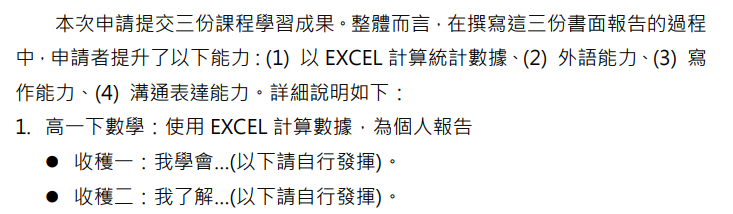 本次申請提交三份課程學習成果。整體而言，在撰寫這三份書面報告的過程
中，申請者提升了以下能力：(1) 以 EXCEL 計算統計數據、(2) 外語能力、(3) 寫
作能力、(4) 溝通表達能力。詳細說明如下：
1. 高一下數學：使用 EXCEL 計算數據，為個人報告
● 收穫一：我學會…(以下請自行發揮)。
● 收穫二：我了解…(以下請自行發揮)。